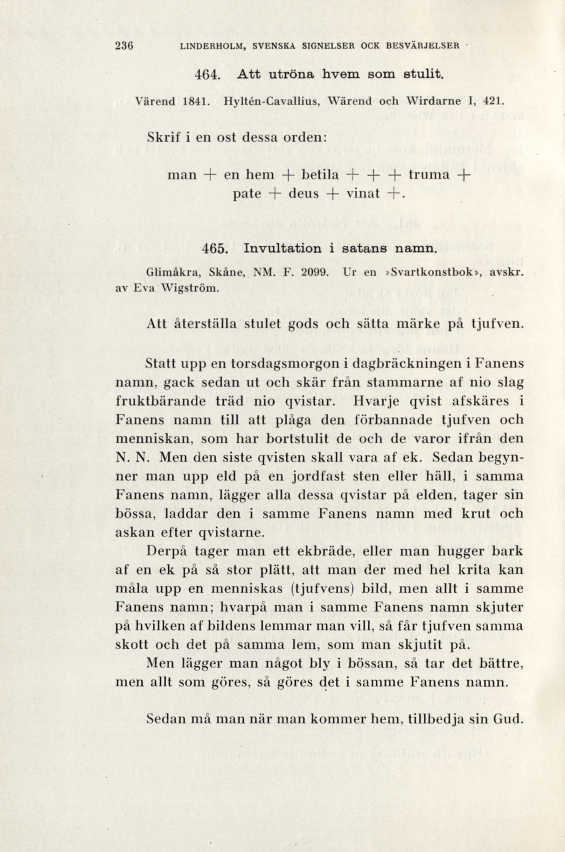 236 LINDERHOLM, SVENSKA SIGNELSER OCK BESVÄRJELSER
464. Att utröna hvem som stulit.
Värend 1841. Hyltén-Cavallius, Wärend och Wirdarne I, 421.
Skrif i en ost dessa orden:
man + en hem + betila + + + truma +
pate + deus + vinat +.
465. Invultation i satans namn.
Glimåkra, Skåne, NM. F. 2099. Ur en »Svartkonstbok», avskr.
av Eva Wigström.
Att återställa stulet gods och sätta märke på tjufven.
Statt upp en torsdagsmorgon i dagbräckningen i Fanens
namn, gack sedan ut och skär från stammarne af nio slag
fruktbärande träd nio qvistar. Hvarje qvist afskäres i
Fanens namn till att plåga den förbannade tjufven och
menniskan, som har bortstulit de och de varor ifrån den
N. N. Men den siste qvisten skall vara af ek. Sedan begyn-
ner man upp eld på en jordfast sten eller häll, i samma
Fanens namn, lägger alla dessa qvistar på elden, tager sin
bössa, laddar den i samme Fanens namn med krut och
askan efter qvistarne.
Derpå tager man ett ekbräde, eller man hugger bark
af en ek på så stor plätt, att man der med hel krita kan
måla upp en menniskas (tjufvens) bild, men allt i samme
Fanens namn; hvarpå man i samme Fanens namn skjuter
på hvilken af bildens lemmar man vill, så får tjufven samma
skott och det på samma lem, som man skjutit på.
Men lägger man något bly i bössan, så tar det bättre,
men allt som göres, så göres det i samme Fanens namn.
Sedan må man när man kommer hem, tillbedja sin Gud.